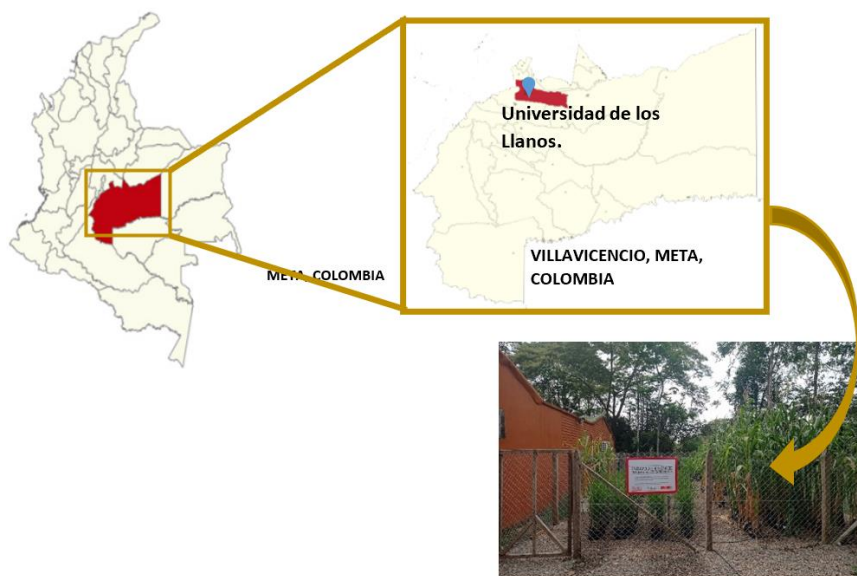 Universidad de los
Llanos.
META, COLOMBIA
VILLAVICENCIO, META,
COLOMBIA